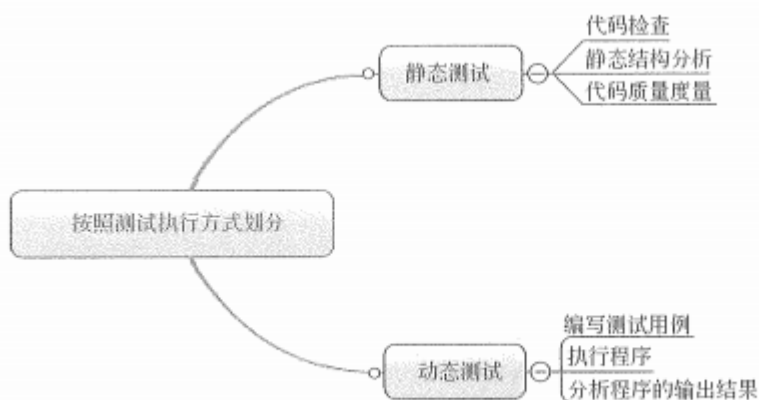 代码检查
静态测试
静态结构分析
代码质量度量
按照测试执行方式划分
编写测试用例
动态测试
执行程序
分析程序的输出结果